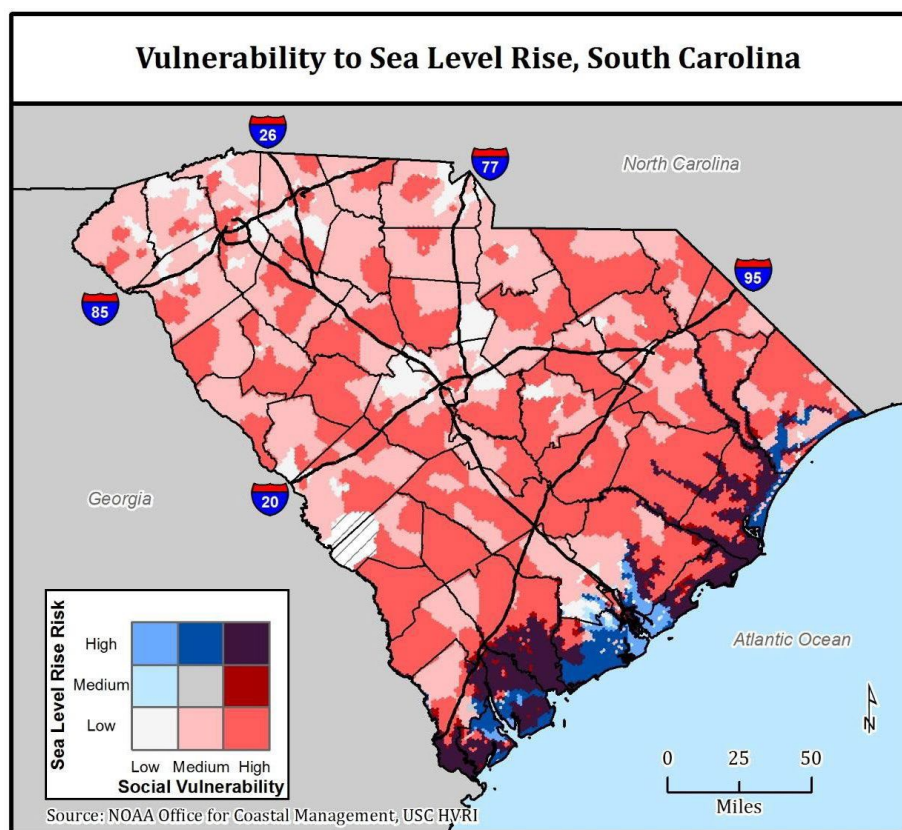 Vulnerability to Sea Level Rise, South Carolina
26
77
North Carolina
95
85
20
Georgia
Atlantic Ocean
Sea Level Rise Risk
High
Medium
Low
Low Medium High
Social Vulnerability
N
0 25 50
Miles
Source: NOAA Office for Coastal Management, USC HVRI